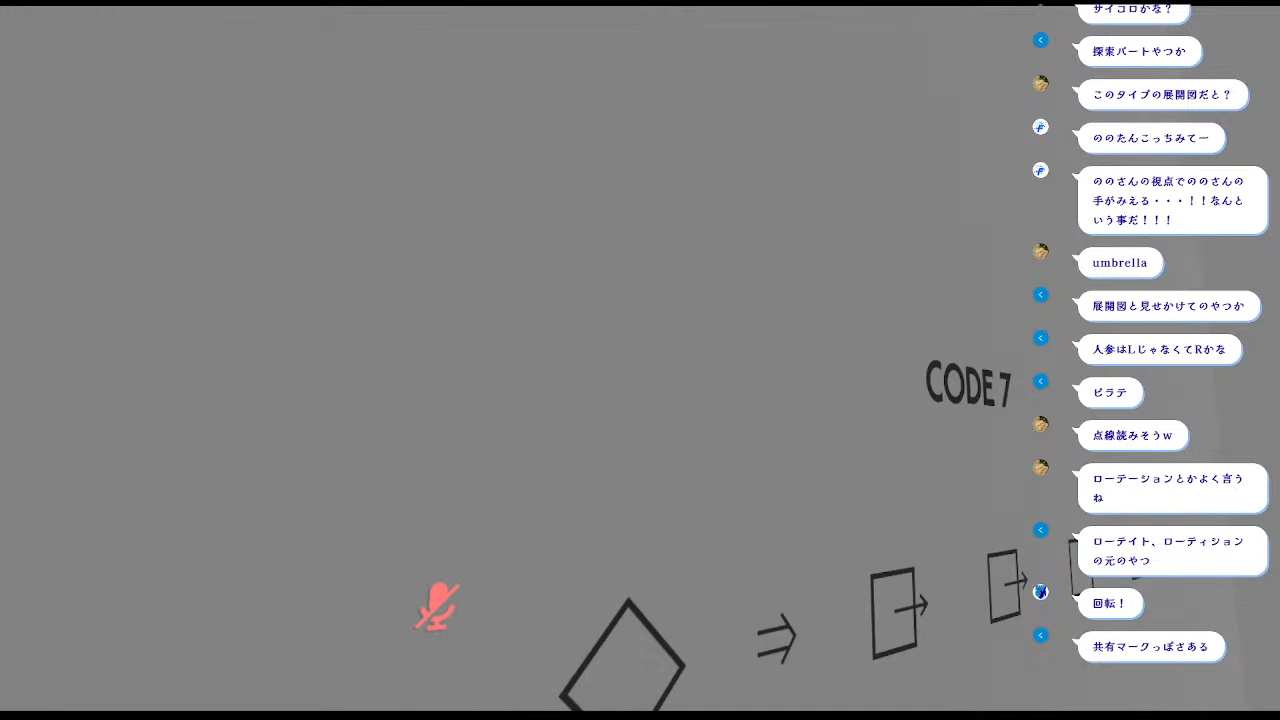 サイコロかな？
探索パートやつか
このタイプの展開図だと？
ののたんこっちみてー
ののさんの視点でののさんの
手がみえる・・・！！なんと
いう事だ！！！
umbrella
展開図と見せかけてのやつか
人参はLじゃなくてRかな
CODE 7
ピラテ
点線読みそうw
ローテーションとかよく言う
ね
ローテイト、ローティション
の元のやつ
回転！
共有マークっぽさある